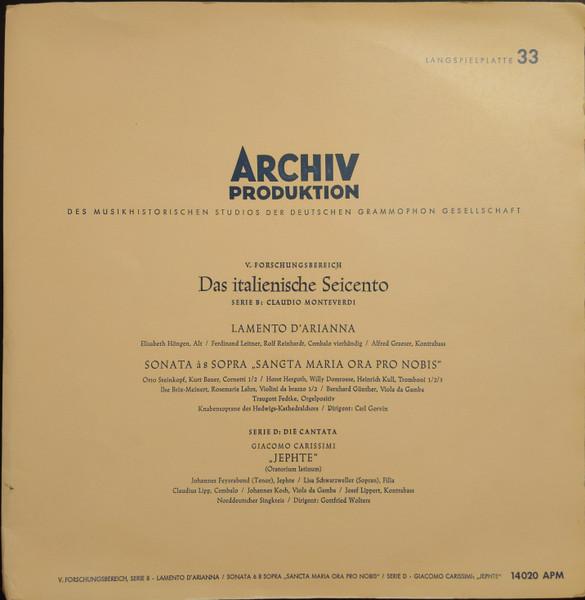 LANGSPIELPLATTE 33
ARCHIV
PRODUKTION
DES MUSIKHISTORISCHEN STUDIOS DER DEUTSCHEN GRAMMOPHON GESELLSCHAFT
V. FORSCHUNGSBEREICH
Das italienische Seicento
SERIE B: CLAUDIO MONTEVERDI
LAMENTO D'ARIANNA
Elisabeth Höngen, Alt / Ferdinand Leitner, Rolf Reinhardt, Cembalo vierhändig / Alfred Graeser, Kontrabass
SONATA à 8 SOPRA „SANGTA MARIA ORA PRO NOBIS"
Otto Steinkopf, Kurt Bauer, Cornetti 1/2 / Horst Herguth, Willy Domroese, Heinrich Kull, Tromboni 1/2/3
Ilse Brix-Meinert, Rosemarie Lahrs, Violini da brazzo 1/2 / Bernhard Günther, Viola da Gamba
Traugott Fedtke, Orgelpositiv
Knabensoprane des Hedwigs-Kathedralchors / Dirigent: Carl Gorvin
SERIE D: DIE CANTATA
GIACOMO CARISSIMI
„JEPHTE"
(Oratorium latinum)
Johannes Feyerabend (Tenor), Jephte / Lisa Schwarzweller (Sopran), Filia
Claudius Lipp, Cembalo / Johannes Koch, Viola da Gamba / Josef Lippert, Kontrabass
Norddeutscher Singkreis / Dirigent: Gottfried Wolters
V. FORSCHUNGSBEREICH, SERIE B - LAMENTO D'ARIANNA / SONATA à 8 SOPRA „SANCTA MARIA ORA PRO NOBIS" / SERIE D - GIACOMO CARISSIMI: „JEPHTE" 14020 APM